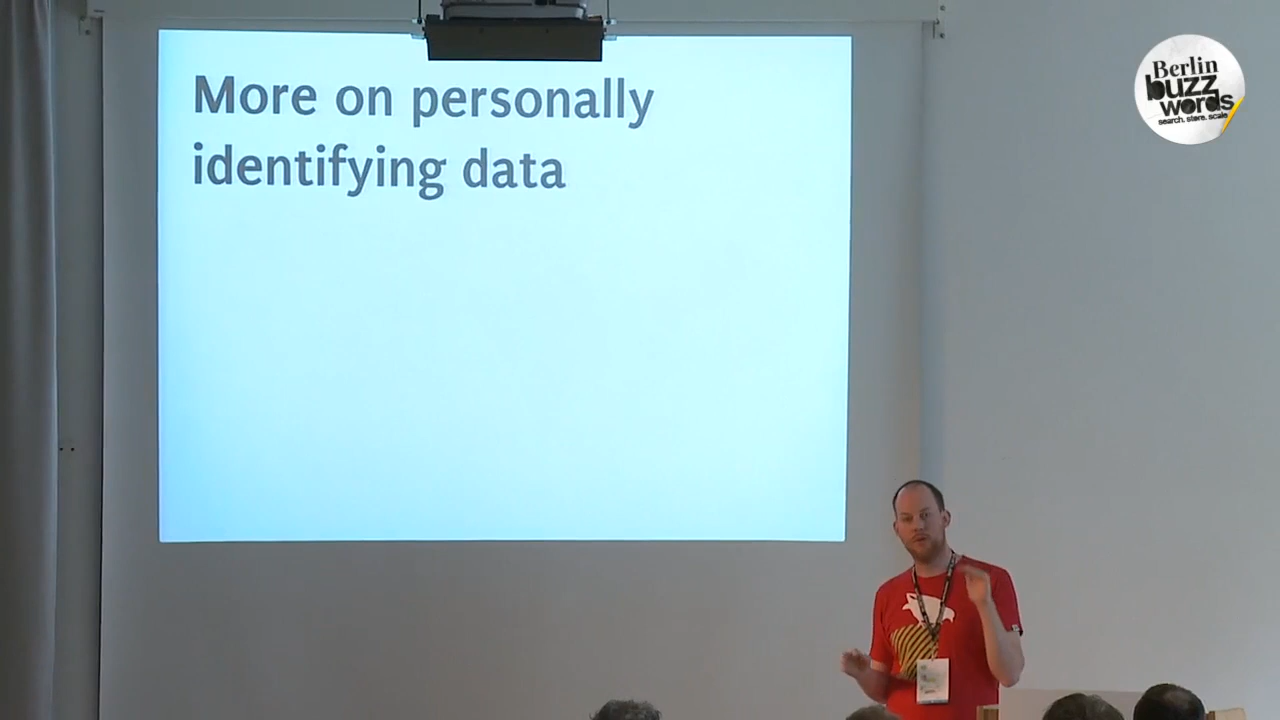 More on personally
identifying data
Berlin
buzz
words
search. store. scale